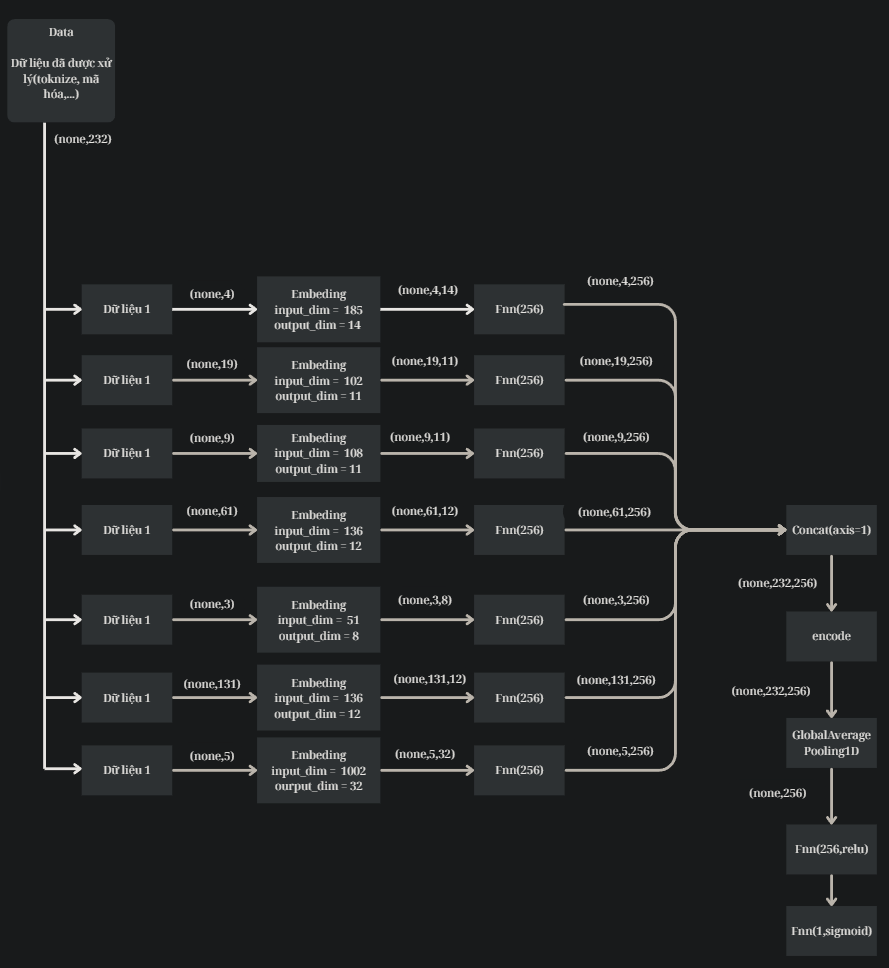 Data
Dữ liệu đã được xử
lý(toknize, mã
hóa,...)
(none,232)
Dữ liệu 1
(none,4)
Embeding
input_dim = 185
output_dim = 14
(none,4,14)
Fnn(256)
(none,4,256)
Dữ liệu 1
(none,19)
Embeding
input_dim = 102
output_dim = 11
(none,19,11)
Fnn(256)
(none,19,256)
Dữ liệu 1
(none,9)
Embeding
input_dim = 108
output_dim = 11
(none,9,11)
Fnn(256)
(none,9,256)
Dữ liệu 1
(none,61)
Embeding
input_dim = 136
output_dim = 12
(none,61,12)
Fnn(256)
(none,61,256)
Dữ liệu 1
(none,3)
Embeding
input_dim = 51
output_dim = 8
(none,3,8)
Fnn(256)
(none,3,256)
Dữ liệu 1
(none,131)
Embeding
input_dim = 136
output_dim = 12
(none,131,12)
Fnn(256)
(none,131,256)
Dữ liệu 1
(none,5)
Embeding
input_dim = 1002
ourput_dim = 32
(none,5,32)
Fnn(256)
(none,5,256)
Concat(axis=1)
(none,232,256)
encode
(none,232,256)
GlobalAverage
Pooling1D
(none,256)
Fnn(256,relu)
Fnn(1,sigmoid)